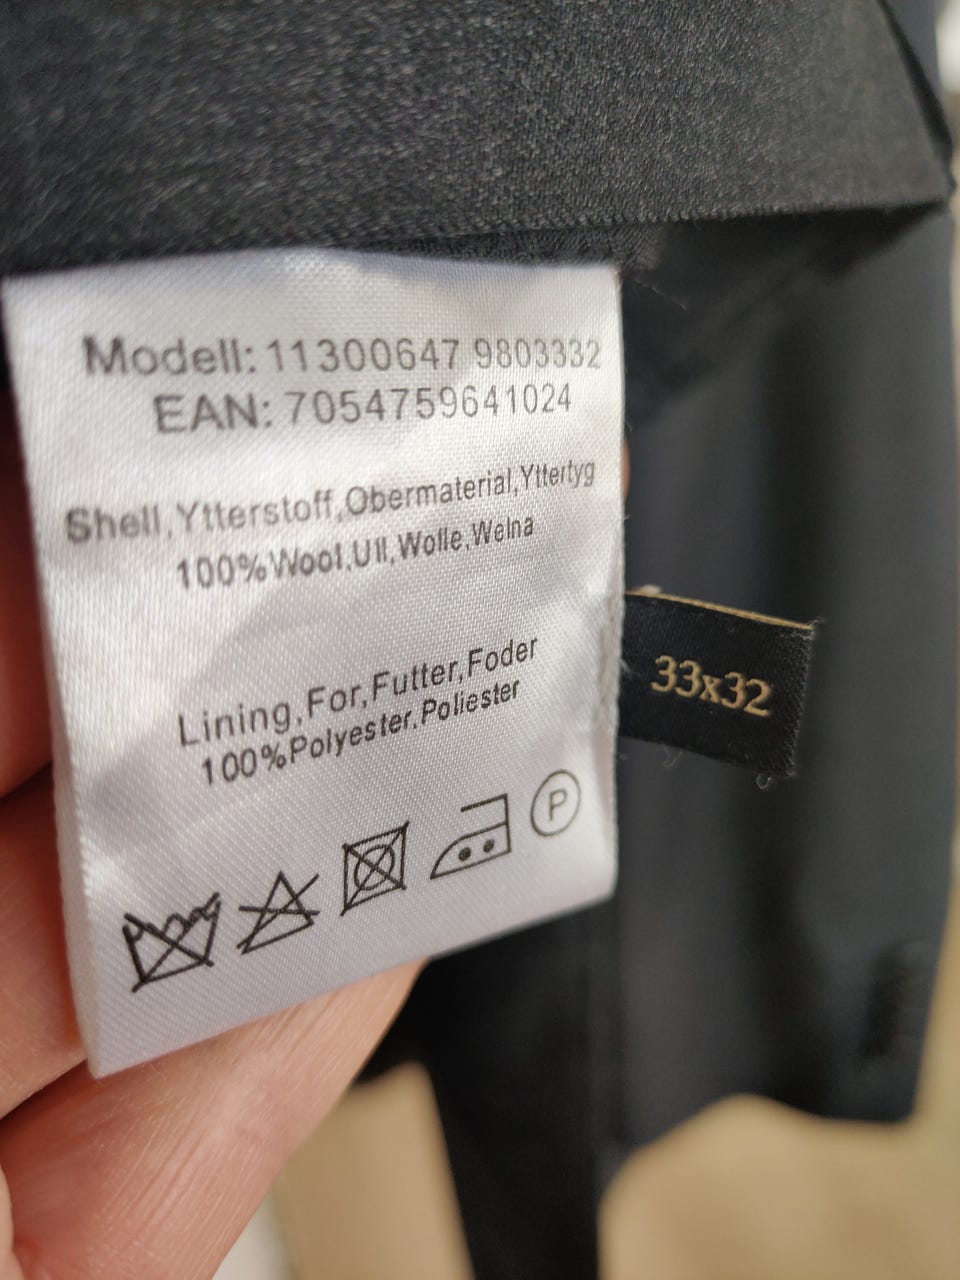 Modell: 11300647 9803332
EAN: 7054759641024
Shell,Ytterstoff,Obermaterial,Yttertyg
100%Wool,Ull,Wolle,Welna
Lining,For,Futter,Foder
100%Polyester,Poliester
P
33x32